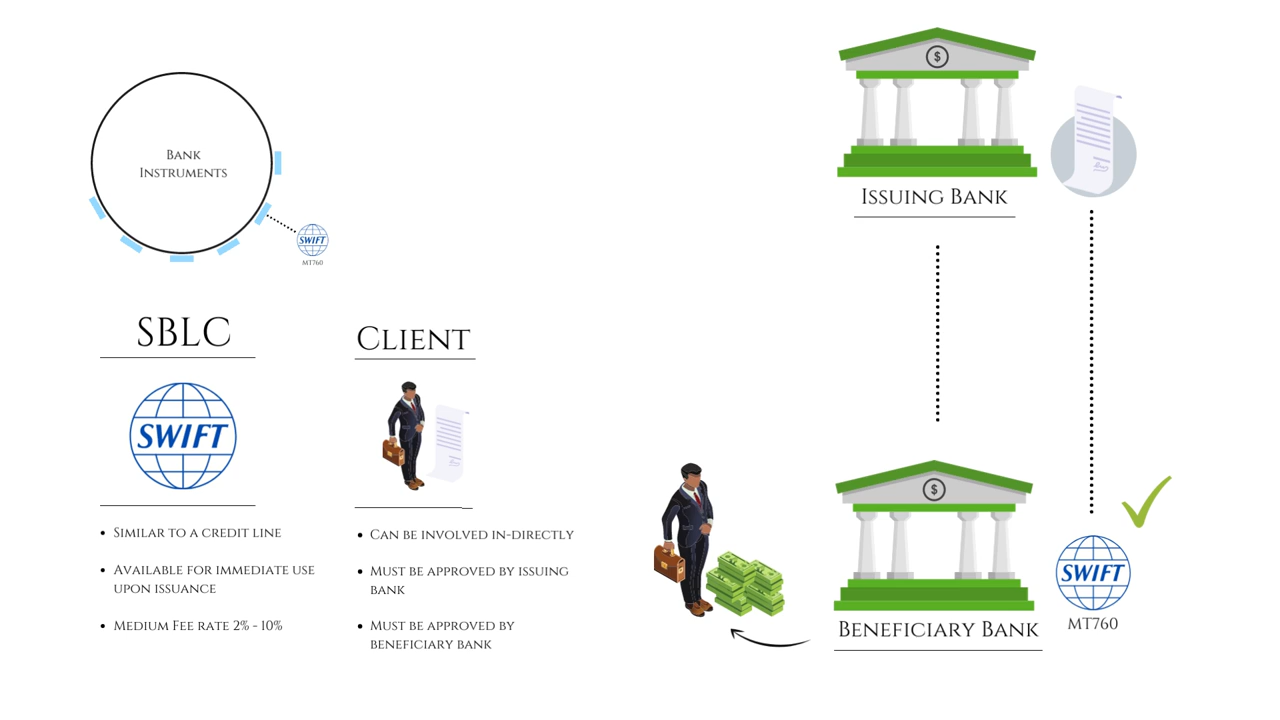 Bank
Instruments
SWIFT
MT760
SBLC
SWIFT
Similar to a credit line
Available for immediate use
upon issuance
Medium Fee rate 2% - 10%
Client
Can be involved in-directly
Must be approved by issuing
bank
Must be approved by
beneficiary bank
$
Issuing Bank
$
Beneficiary Bank
SWIFT
MT760